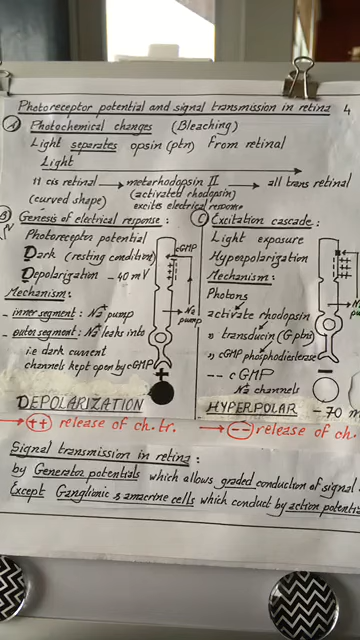 Photoreceptor potential and signal transmission in retina 4
A Photochemical changes (Bleaching)
Light separates opsin (ptn) from retinal
Light
11 cis retinal → metarhodopsin II → all trans retinal
(curved shape) (activated rhodopsin)
excites electrical response
B Genesis of electrical response:
Photoreceptor potential
Dark (resting condition)
Depolarization -40 mV
Mechanism:
- inner segment: Na+ pump
- outer segment: Na+ leaks into
i.e dark current
channels kept open by cGMP
DEPOLARIZATION
→ (++) release of ch.tr.
cGMP
Na+
pump
+
C Excitation cascade:
Light exposure
Hyperpolarization
Mechanism:
Photons
activate rhodopsin
" transducin (G ptn)
" cGMP phosphodiesterase
-- cGMP
Na channels
HYPERPOLAR -70 m
→ (--) release of ch.
pump
-
Signal transmission in retina:
by Generator potentials which allows graded conduction of signal.
Except Ganglionic & amacrine cells which conduct by action potentia